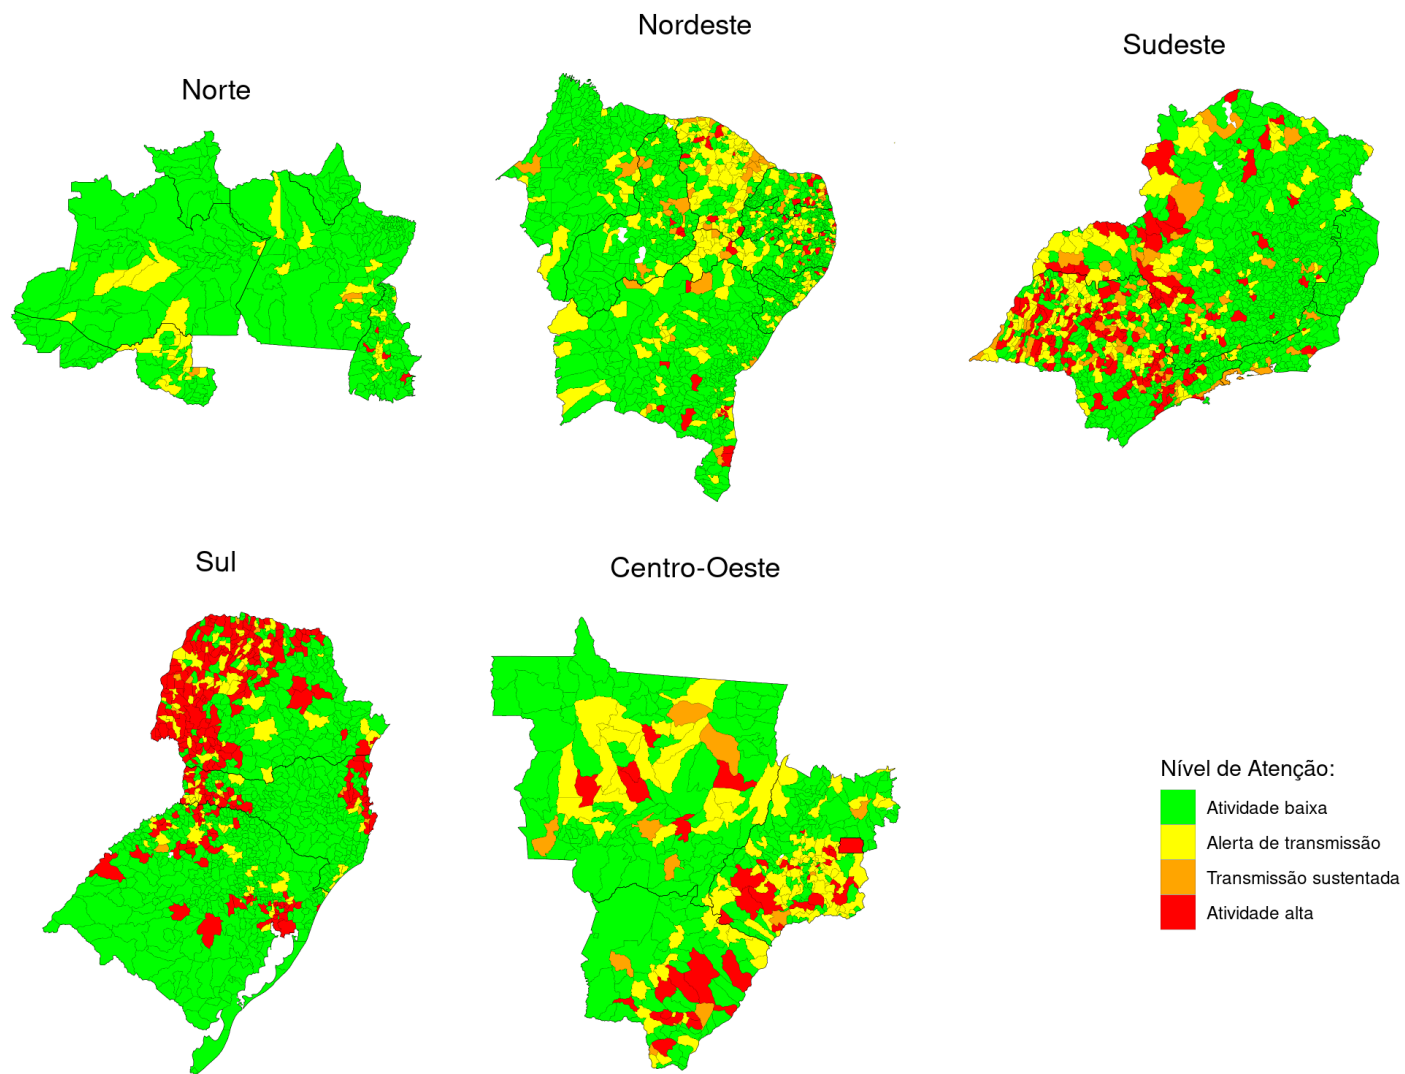 Nordeste
Sudeste
Norte
Sul
Centro-Oeste
Nível de Atenção:
Atividade baixa
Alerta de transmissão
Transmissão sustentada
Atividade alta